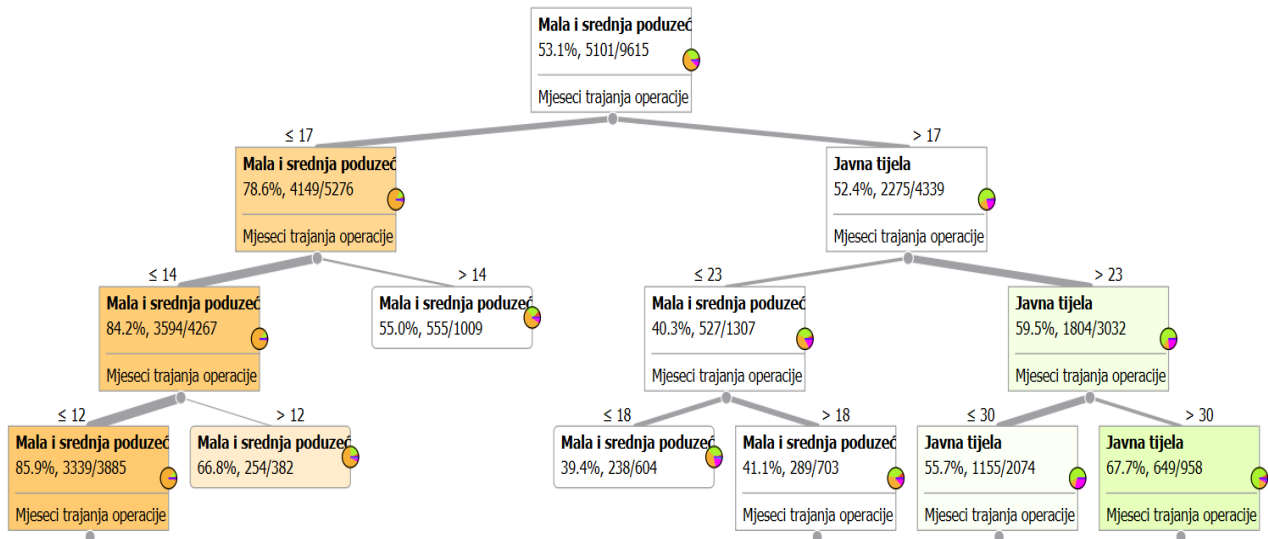 Mala i srednja poduzeć
53.1%, 5101/9615
Mjeseci trajanja operacije
≤ 17
> 17
Mala i srednja poduzeć
78.6%, 4149/5276
Mjeseci trajanja operacije
Javna tijela
52.4%, 2275/4339
Mjeseci trajanja operacije
≤ 14
> 14
≤ 23
> 23
Mala i srednja poduzeć
84.2%, 3594/4267
Mjeseci trajanja operacije
Mala i srednja poduzeć
55.0%, 555/1009
Mala i srednja poduzeć
40.3%, 527/1307
Mjeseci trajanja operacije
Javna tijela
59.5%, 1804/3032
Mjeseci trajanja operacije
≤ 12
> 12
≤ 18
> 18
≤ 30
> 30
Mala i srednja poduzeć
85.9%, 3339/3885
Mjeseci trajanja operacije
Mala i srednja poduzeć
66.8%, 254/382
Mala i srednja poduzeć
39.4%, 238/604
Mala i srednja poduzeć
41.1%, 289/703
Mjeseci trajanja operacije
Javna tijela
55.7%, 1155/2074
Mjeseci trajanja operacije
Javna tijela
67.7%, 649/958
Mjeseci trajanja operacije